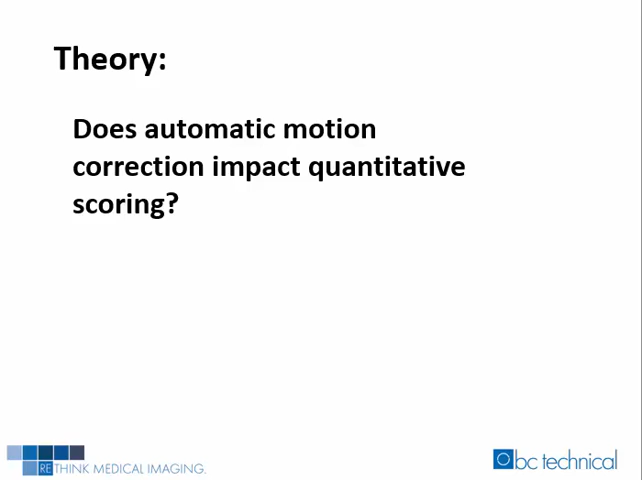 Theory:
Does automatic motion
correction impact quantitative
scoring?
RETHINK MEDICAL IMAGING.
bc technical